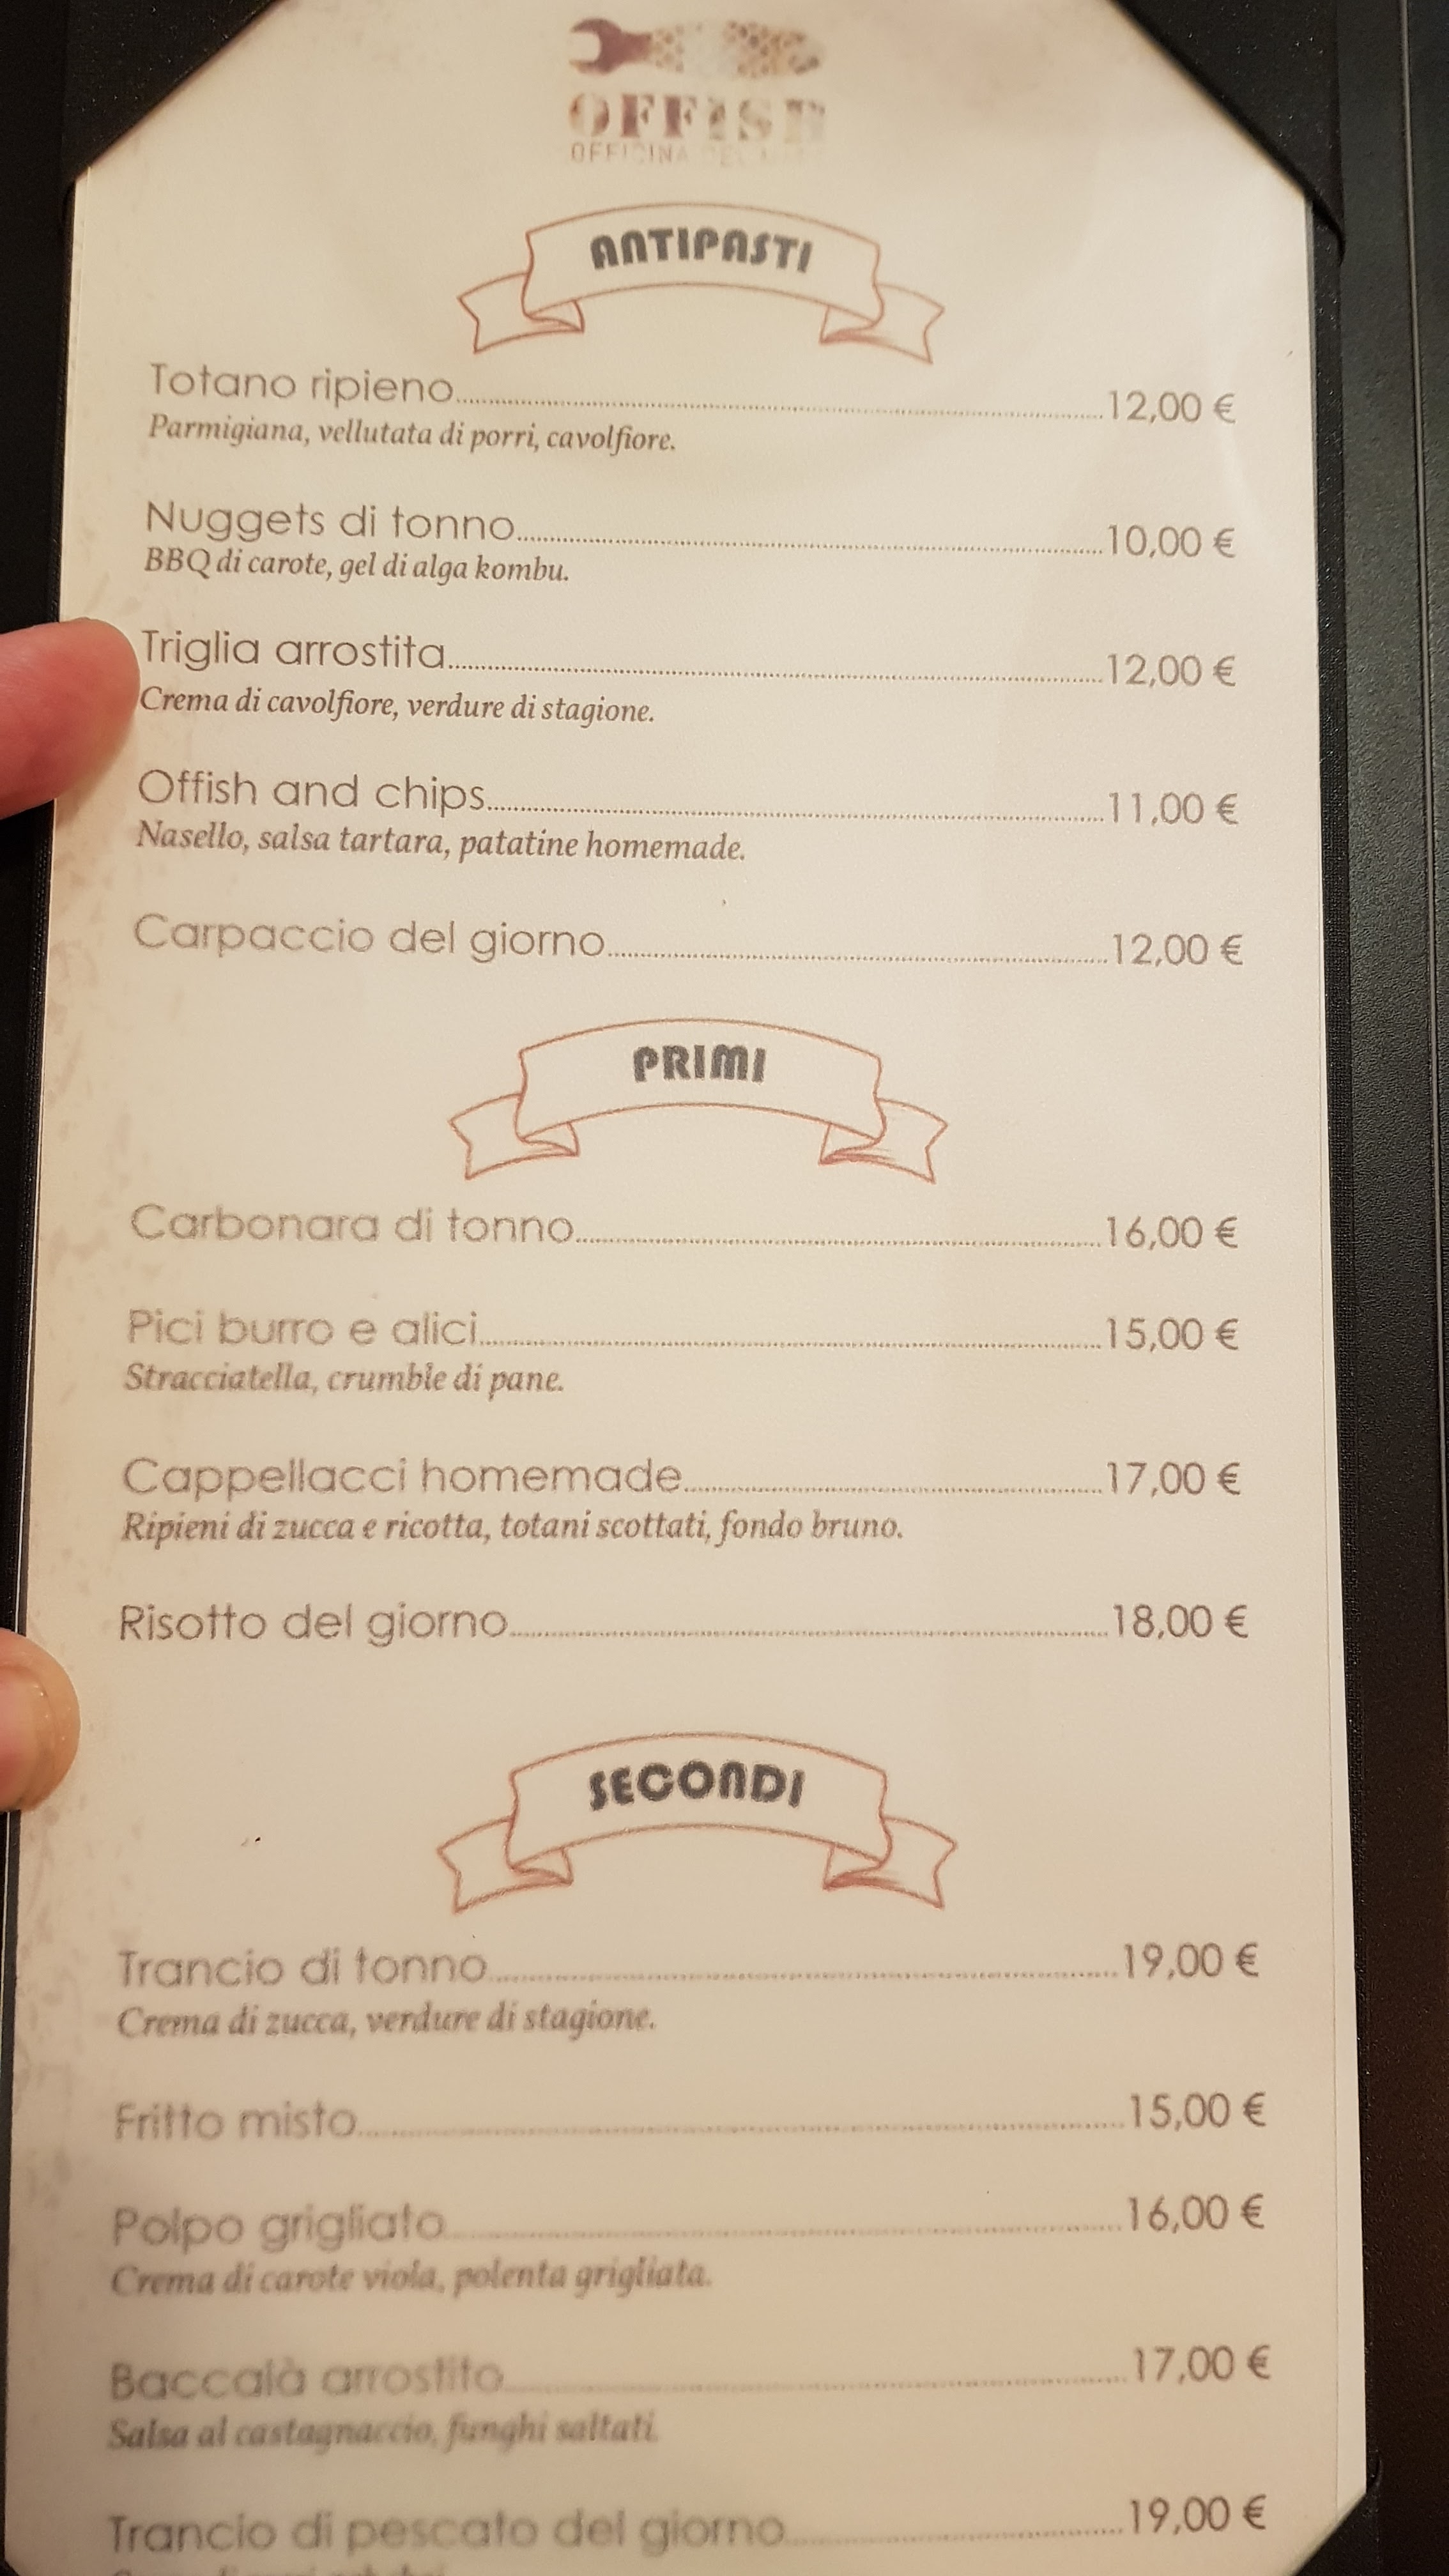 OFFISH
OFFICINA DEL
ANTIPASTI
Totano ripieno 12,00 €
Parmigiana, vellutata di porri, cavolfiore.
Nuggets di tonno 10,00 €
BBQ di carote, gel di alga kombu.
Triglia arrostita 12,00 €
Crema di cavolfiore, verdure di stagione.
Offish and chips 11,00 €
Nasello, salsa tartara, patatine homemade.
Carpaccio del giorno 12,00 €
PRIMI
Carbonara di tonno 16,00 €
Pici burro e alici 15,00 €
Stracciatella, crumble di pane.
Cappellacci homemade 17,00 €
Ripieni di zucca e ricotta, totani scottati, fondo bruno.
Risotto del giorno 18,00 €
SECONDI
Trancio di tonno 19,00 €
Crema di zucca, verdure di stagione.
Fritto misto 15,00 €
Polpo grigliato 16,00 €
Crema di carote viola, polenta grigliata.
Baccalà arrostito 17,00 €
Salsa al castagnaccio, funghi saltati.
Trancio di pescato del giorno 19,00 €